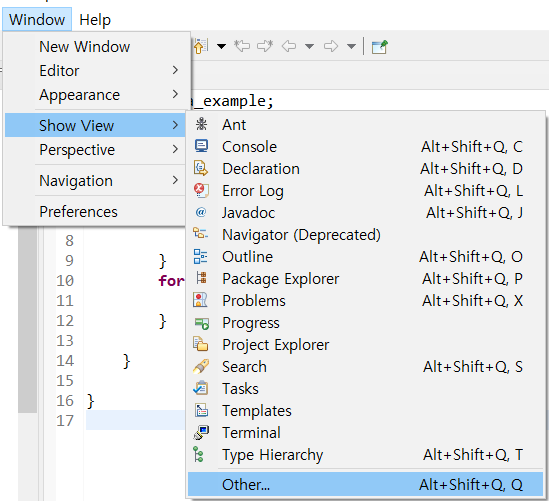 Window Help
New Window
Editor
Appearance
a_example;
Show View
Perspective
Navigation
Preferences
Ant
Console Alt+Shift+Q, C
Declaration Alt+Shift+Q, D
Error Log Alt+Shift+Q, L
Javadoc Alt+Shift+Q, J
Navigator (Deprecated)
Outline Alt+Shift+Q, O
Package Explorer Alt+Shift+Q, P
Problems Alt+Shift+Q, X
Progress
Project Explorer
Search Alt+Shift+Q, S
Tasks
Templates
Terminal
Type Hierarchy Alt+Shift+Q, T
Other... Alt+Shift+Q, Q
8
9 }
10 for
11
12 }
13
14 }
15
16 }
17